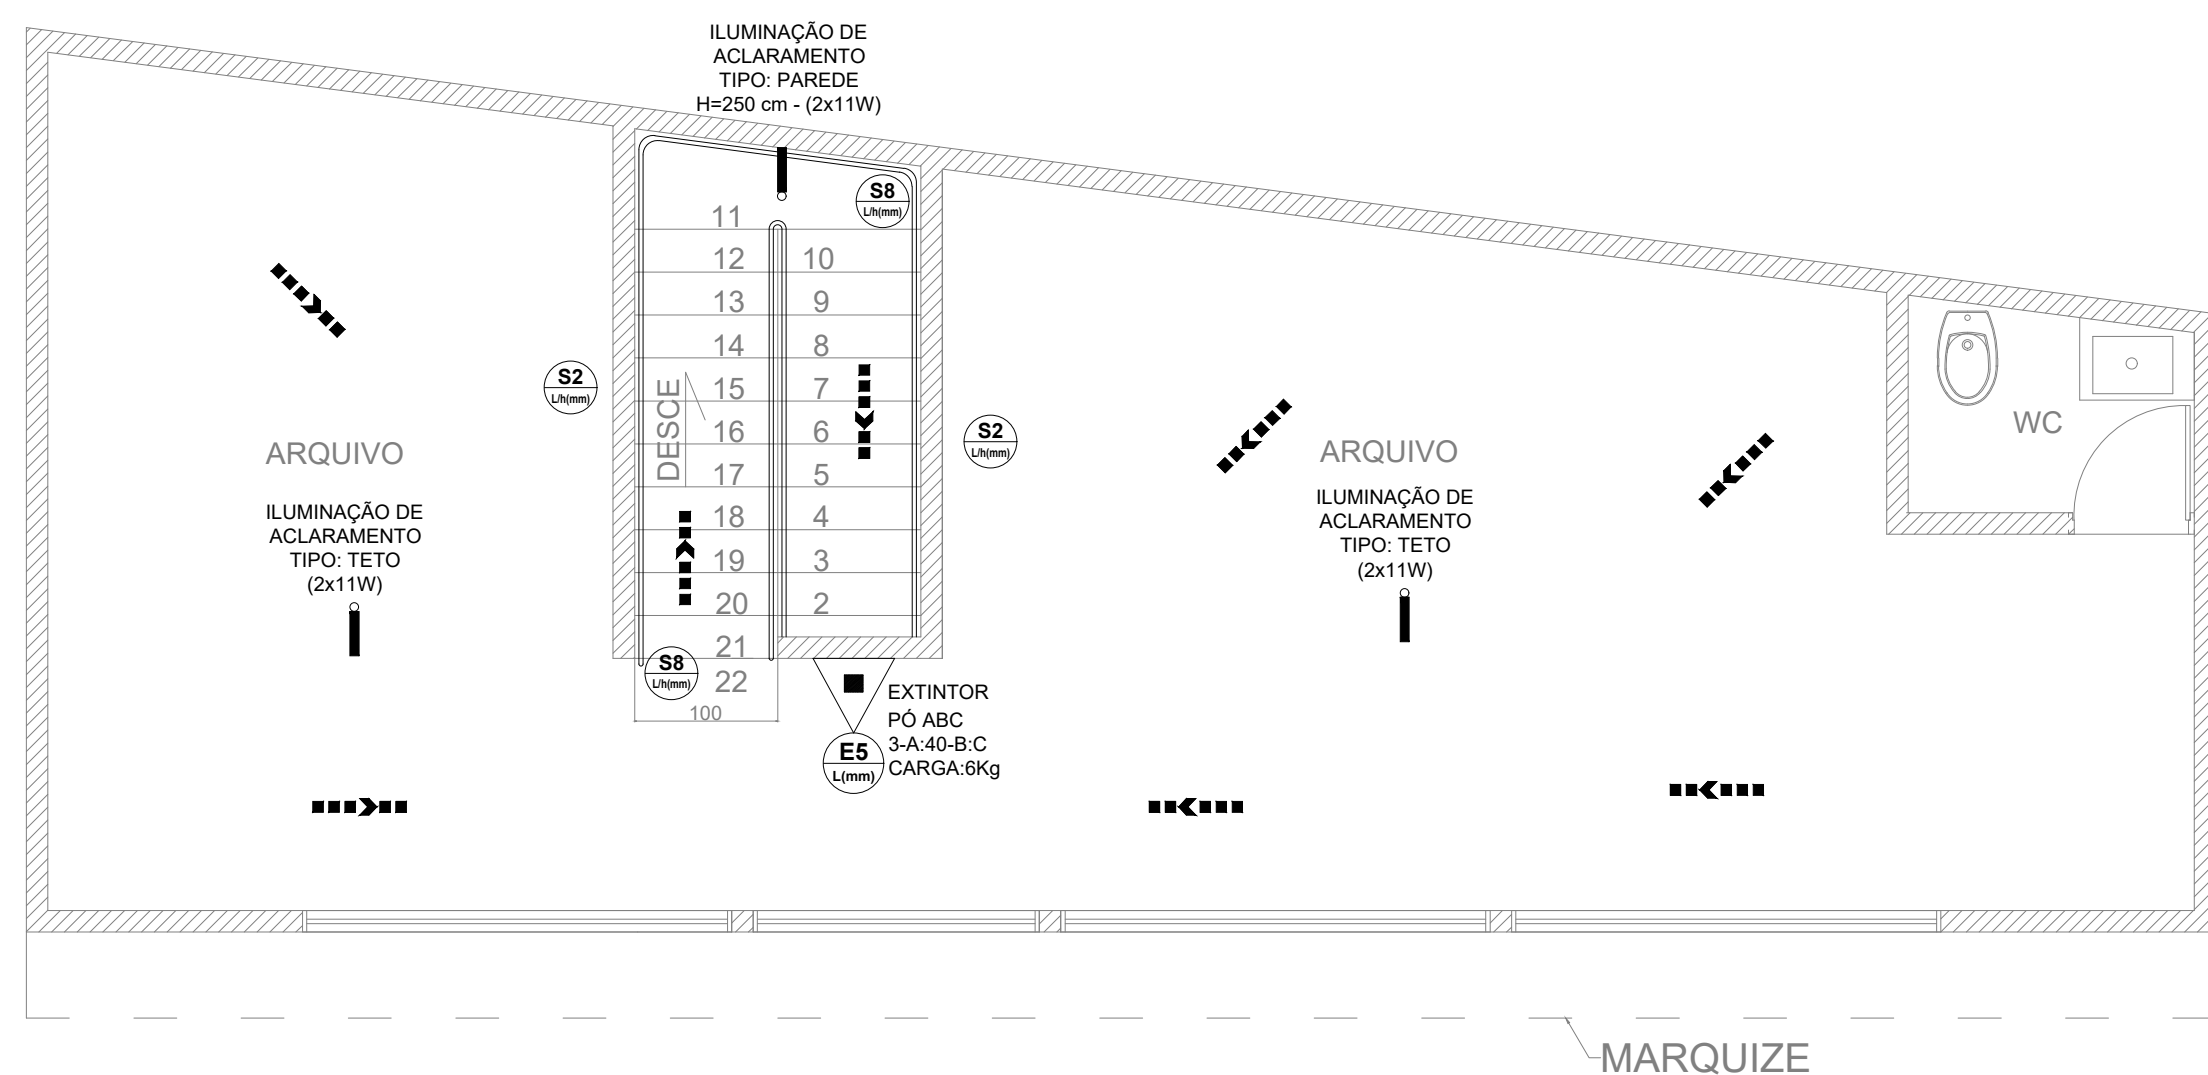 ILUMINAÇÃO DE
ACLARAMENTO
TIPO: PAREDE
H=250 cm - (2x11W)
S8
L/h(mm)
11
12
10
13
9
14
8
15
7
16
6
17
5
18
4
19
3
20
2
21
22
DESCE
S2
L/h(mm)
S2
L/h(mm)
ARQUIVO
ILUMINAÇÃO DE
ACLARAMENTO
TIPO: TETO
(2x11W)
ARQUIVO
ILUMINAÇÃO DE
ACLARAMENTO
TIPO: TETO
(2x11W)
WC
S8
L/h(mm)
100
EXTINTOR
PÓ ABC
3-A:40-B:C
CARGA:6Kg
E5
L(mm)
MARQUIZE